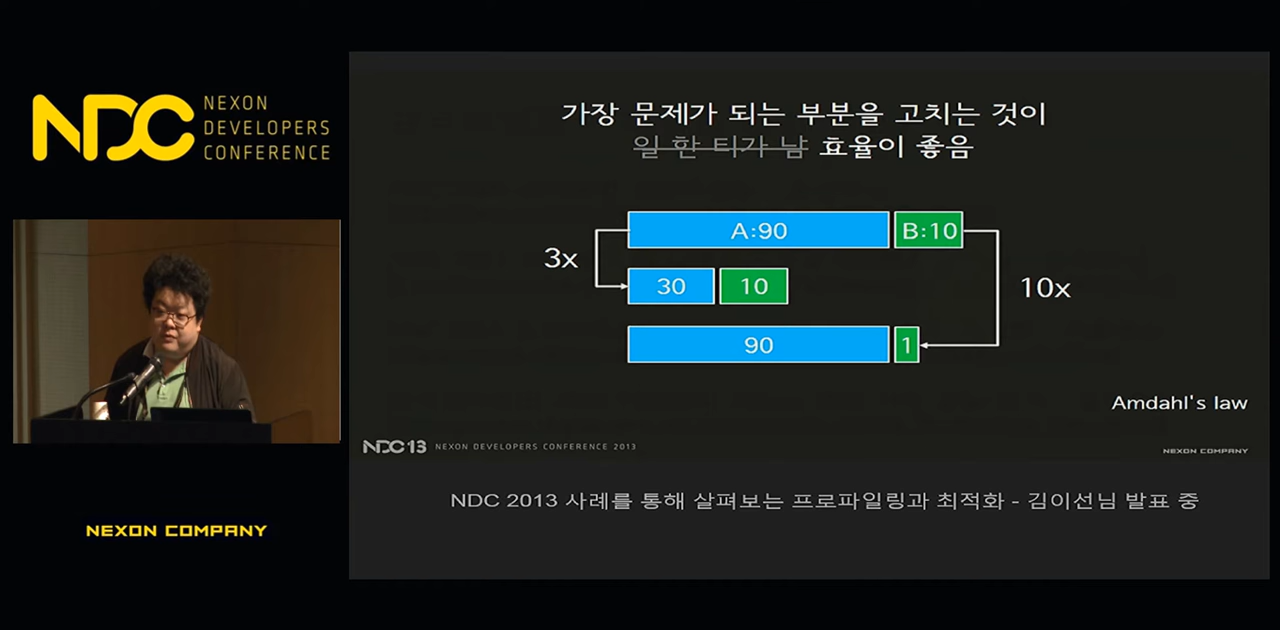 NDC
NEXON
DEVELOPERS
CONFERENCE
가장 문제가 되는 부분을 고치는 것이
일 한 티가 남 효율이 좋음
A:90
B:10
3x
30
10
10x
90
1
Amdahl's law
NDC13 NEXON DEVELOPERS CONFERENCE 2013
NEXON COMPANY
NDC 2013 사례를 통해 살펴보는 프로파일링과 최적화 - 김이선님 발표 중
NEXON COMPANY